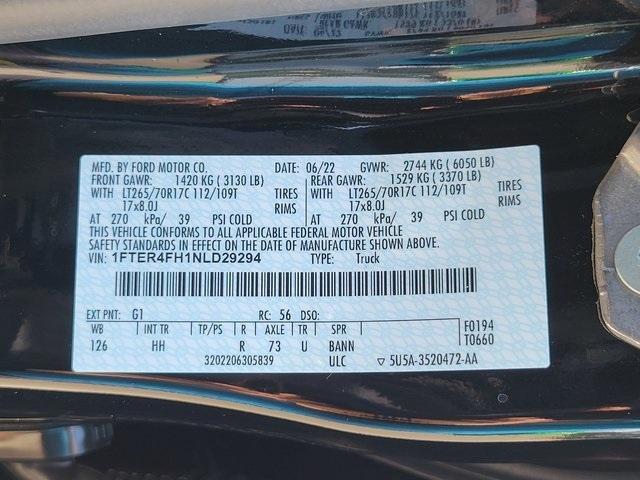 MFD. BY FORD MOTOR CO. DATE: 06/22 GVWR: 2744 KG ( 6050 LB)
FRONT GAWR: 1420 KG ( 3130 LB) REAR GAWR: 1529 KG ( 3370 LB)
WITH LT265/70R17C 112/109T TIRES WITH LT265/70R17C 112/109T TIRES
17x8.0J RIMS 17x8.0J RIMS
AT 270 kPa/ 39 PSI COLD AT 270 kPa/ 39 PSI COLD
THIS VEHICLE CONFORMS TO ALL APPLICABLE FEDERAL MOTOR VEHICLE
SAFETY STANDARDS IN EFFECT ON THE DATE OF MANUFACTURE SHOWN ABOVE.
VIN: 1FTER4FH1NLD29294 TYPE: Truck
EXT PNT: G1 RC: 56 DSO:
WB INT TR TP/PS R AXLE TR SPR F0194
126 HH R 73 U BANN T0660
3202206305839 ULC ▽ 5U5A-3520472-AA